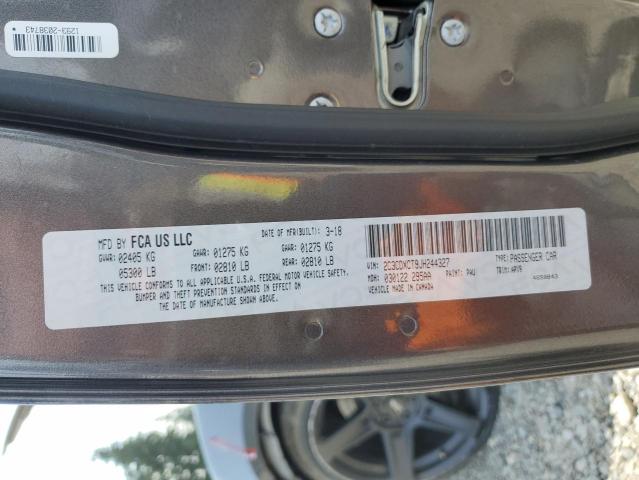 1293-2038743
MFD BY FCA US LLC DATE OF MFR(BUILT): 3-18
GVWR: 02405 KG GAWR: 01275 KG GAWR: 01275 KG
05300 LB FRONT: 02810 LB REAR: 02810 LB
THIS VEHICLE CONFORMS TO ALL APPLICABLE U.S.A. FEDERAL MOTOR VEHICLE SAFETY,
BUMPER AND THEFT PREVENTION STANDARDS IN EFFECT ON
THE DATE OF MANUFACTURE SHOWN ABOVE.
VIN: 2C3CDXCT9JH244327 TYPE: PASSENGER CAR
MDH: 030122 295AA PAINT: PAU TRIM: APX9
MADE IN CANADA